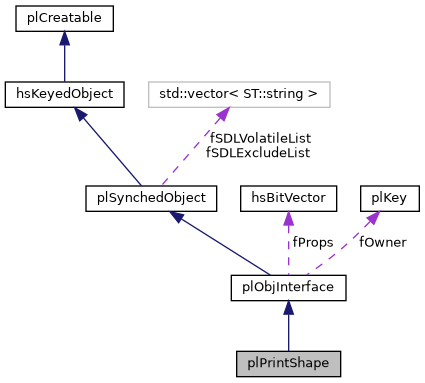 plCreatable
hsKeyedObject
std::vector< ST::string >
fSDLVolatileList
fSDLExcludeList
plSynchedObject
hsBitVector
plKey
fProps
fOwner
plObjInterface
plPrintShape